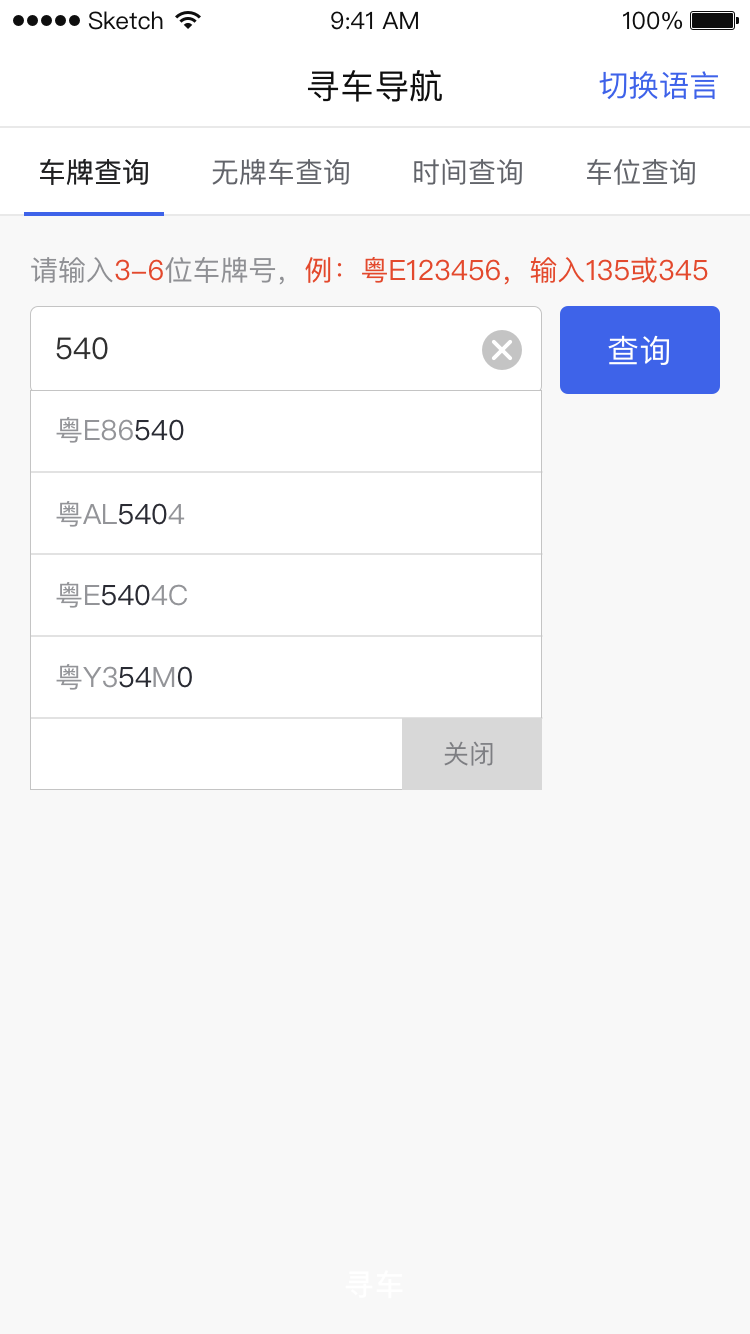 Sketch 9:41 AM 100%
寻车导航 切换语言
车牌查询 无牌车查询 时间查询 车位查询
请输入3-6位车牌号，例：粤E123456，输入135或345
540 查询
粤E86540
粤AL5404
粤E5404C
粤Y354M0
关闭
寻车